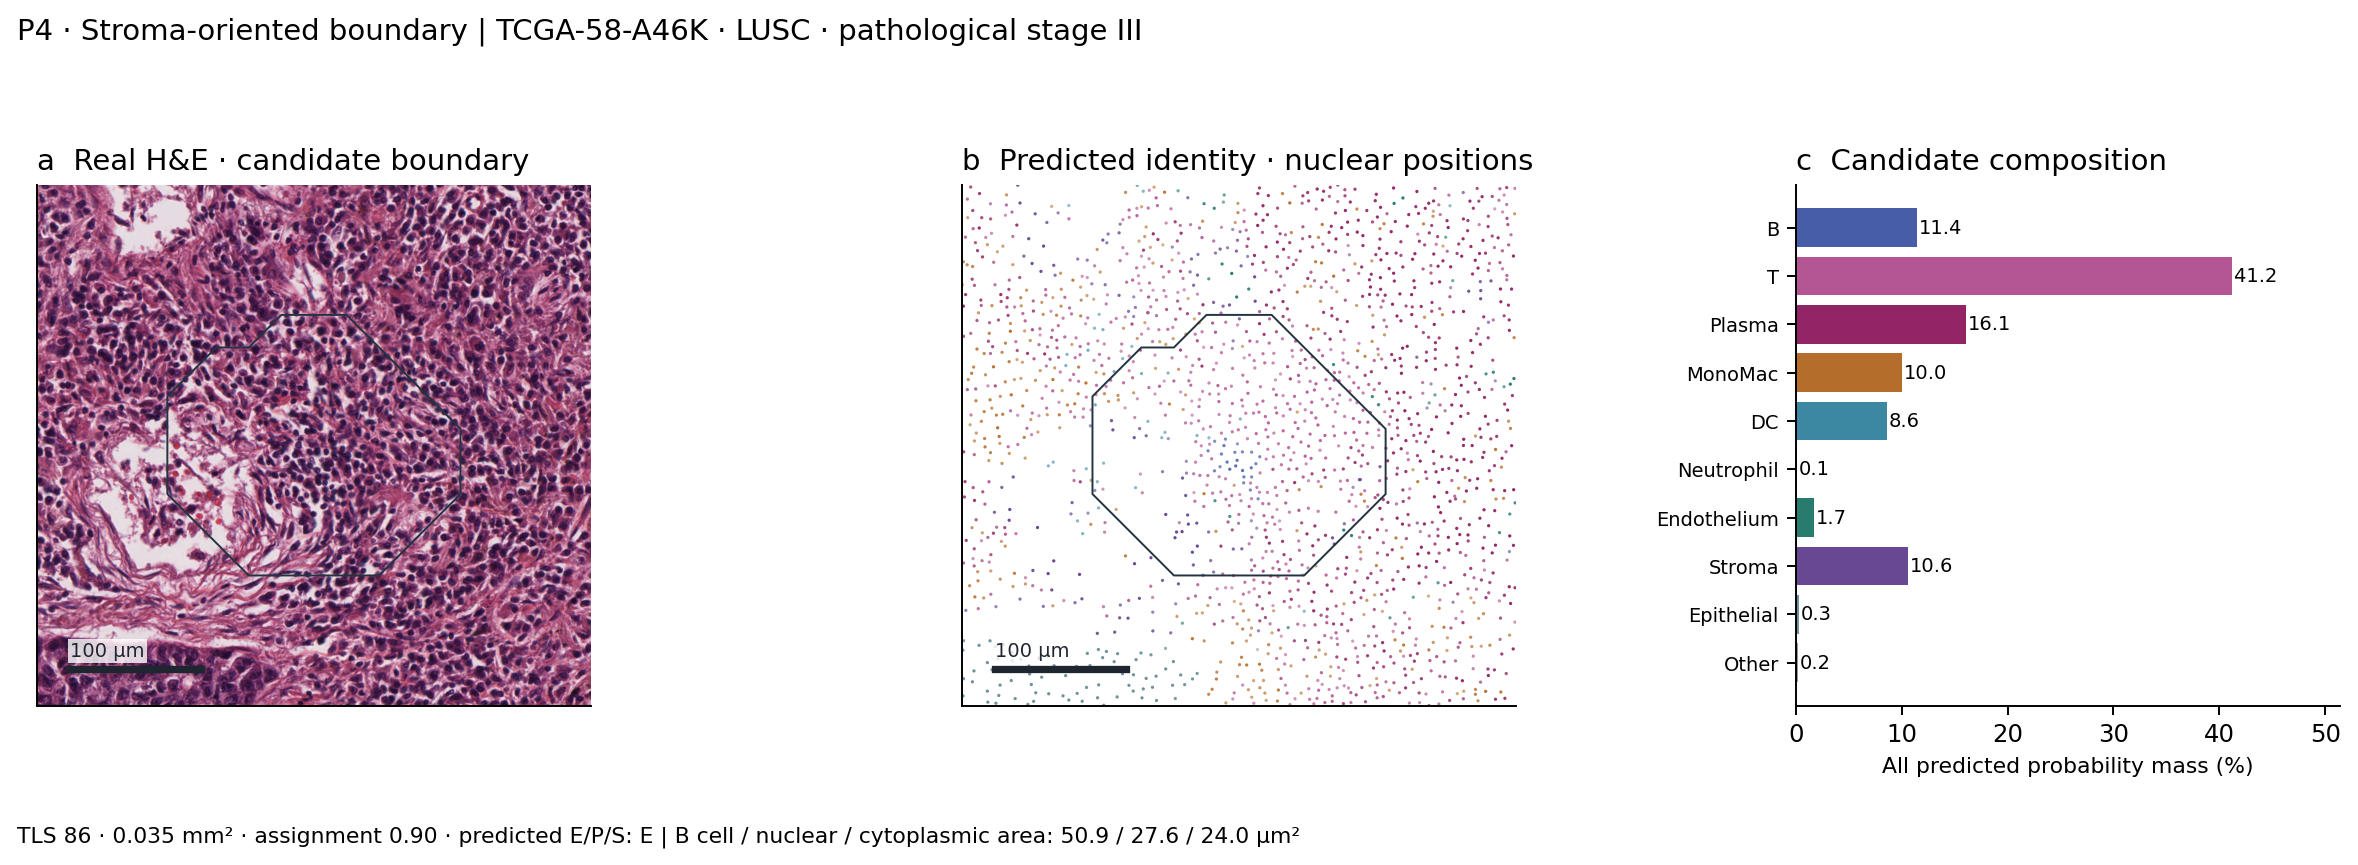 P4 · Stroma-oriented boundary | TCGA-58-A46K · LUSC · pathological stage III
a Real H&E · candidate boundary
100 µm
b Predicted identity · nuclear positions
100 µm
c Candidate composition
B 11.4
T 41.2
Plasma 16.1
MonoMac 10.0
DC 8.6
Neutrophil 0.1
Endothelium 1.7
Stroma 10.6
Epithelial 0.3
Other 0.2
0 10 20 30 40 50
All predicted probability mass (%)
TLS 86 · 0.035 mm² · assignment 0.90 · predicted E/P/S: E | B cell / nuclear / cytoplasmic area: 50.9 / 27.6 / 24.0 µm²